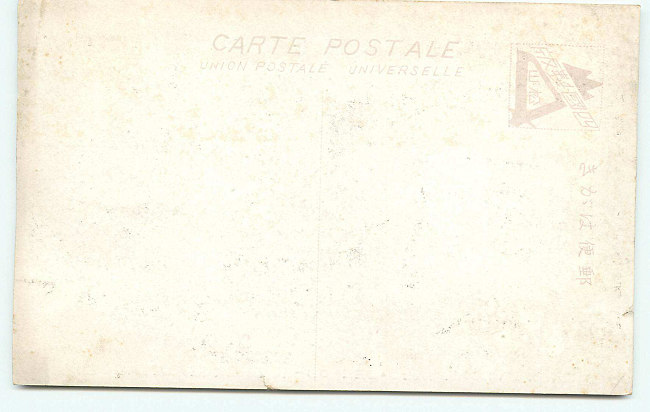 CARTE POSTALE
UNION POSTALE UNIVERSELLE
郵便はがき